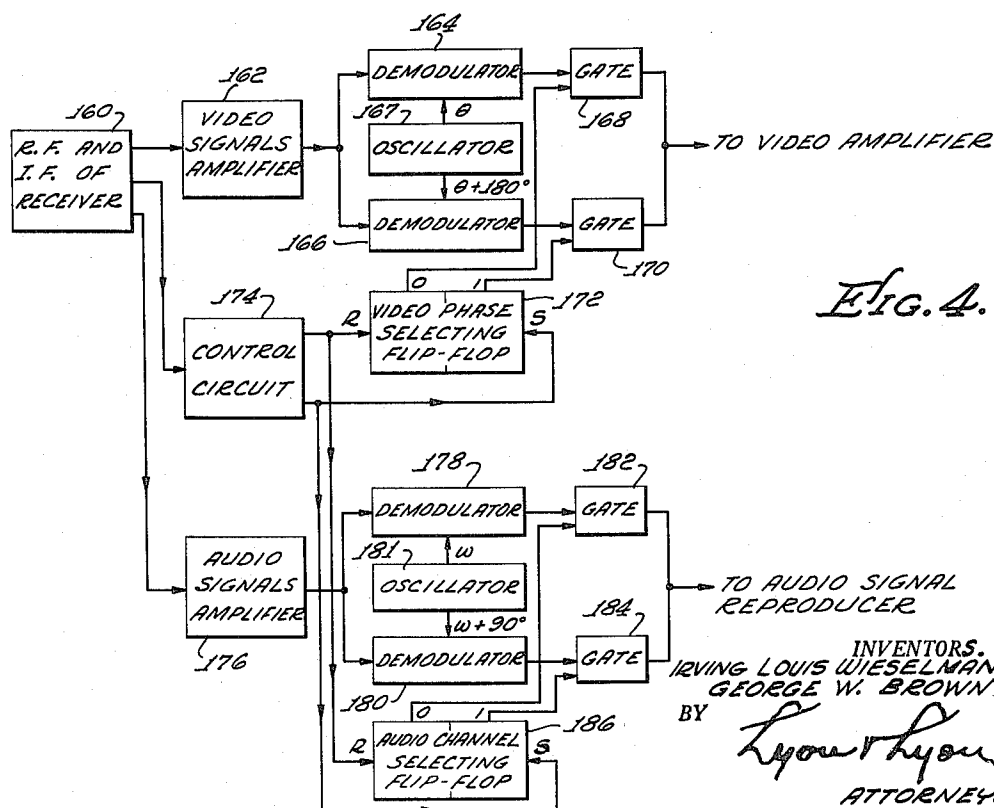 160
R.F. AND
I.F. OF
RECEIVER
162
VIDEO
SIGNALS
AMPLIFIER
164
DEMODULATOR
167
θ
OSCILLATOR
θ+180°
DEMODULATOR
166
GATE
168
GATE
170
TO VIDEO AMPLIFIER
0
1
172
R
VIDEO PHASE
SELECTING
FLIP-FLOP
S
174
CONTROL
CIRCUIT
FIG. 4.
178
DEMODULATOR
181
ω
OSCILLATOR
ω+90°
DEMODULATOR
180
182
GATE
184
GATE
TO AUDIO SIGNAL
REPRODUCER
AUDIO
SIGNALS
AMPLIFIER
176
0
1
186
R
AUDIO CHANNEL
SELECTING
FLIP-FLOP
S
INVENTORS.
IRVING LOUIS WIESELMAN
GEORGE W. BROWN
BY
Lyon & Lyon
ATTORNEY